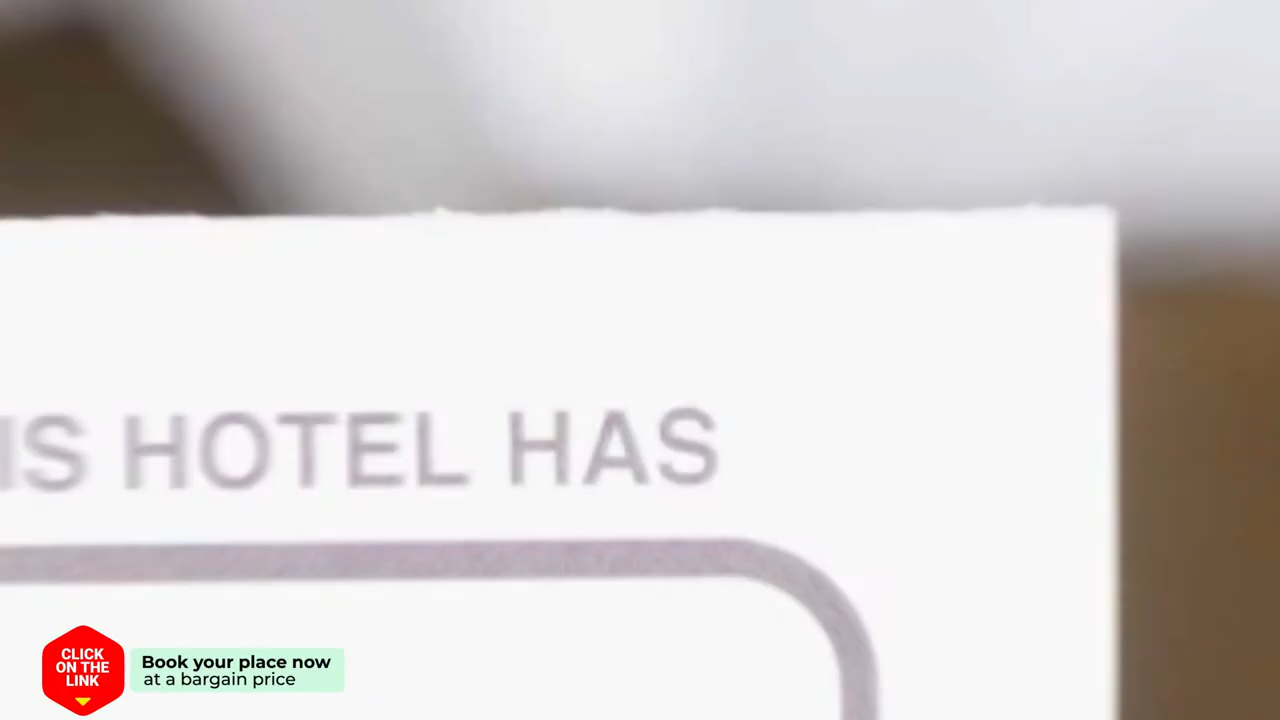 IS HOTEL HAS
CLICK
ON THE
LINK
Book your place now
at a bargain price